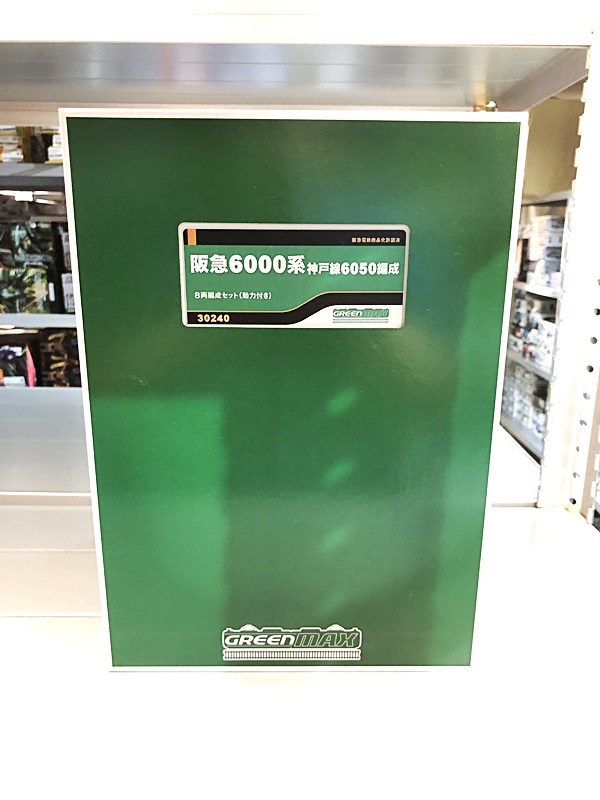 阪急電鉄商品化許諾済
阪急6000系 神戸線6050編成
8両編成セット(動力付き)
30240 GREENMAX
GREENMAX